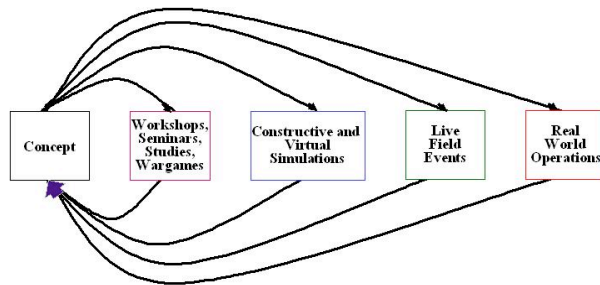 Concept
Workshops,
Seminars,
Studies,
Wargames
Constructive and
Virtual
Simulations
Live
Field
Events
Real
World
Operations